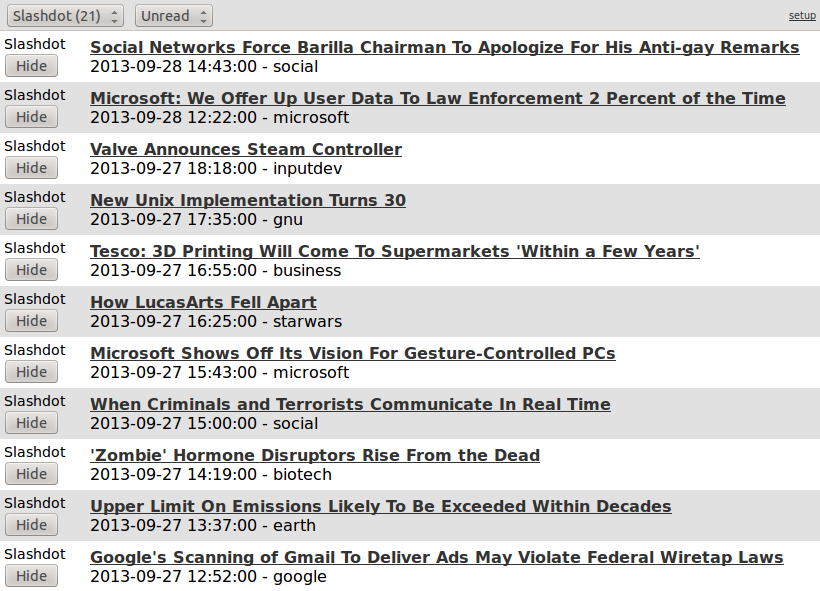 Slashdot (21) Unread setup
Slashdot
Social Networks Force Barilla Chairman To Apologize For His Anti-gay Remarks
Hide
2013-09-28 14:43:00 - social
Slashdot
Microsoft: We Offer Up User Data To Law Enforcement 2 Percent of the Time
Hide
2013-09-28 12:22:00 - microsoft
Slashdot
Valve Announces Steam Controller
Hide
2013-09-27 18:18:00 - inputdev
Slashdot
New Unix Implementation Turns 30
Hide
2013-09-27 17:35:00 - gnu
Slashdot
Tesco: 3D Printing Will Come To Supermarkets 'Within a Few Years'
Hide
2013-09-27 16:55:00 - business
Slashdot
How LucasArts Fell Apart
Hide
2013-09-27 16:25:00 - starwars
Slashdot
Microsoft Shows Off Its Vision For Gesture-Controlled PCs
Hide
2013-09-27 15:43:00 - microsoft
Slashdot
When Criminals and Terrorists Communicate In Real Time
Hide
2013-09-27 15:00:00 - social
Slashdot
'Zombie' Hormone Disruptors Rise From the Dead
Hide
2013-09-27 14:19:00 - biotech
Slashdot
Upper Limit On Emissions Likely To Be Exceeded Within Decades
Hide
2013-09-27 13:37:00 - earth
Slashdot
Google's Scanning of Gmail To Deliver Ads May Violate Federal Wiretap Laws
Hide
2013-09-27 12:52:00 - google